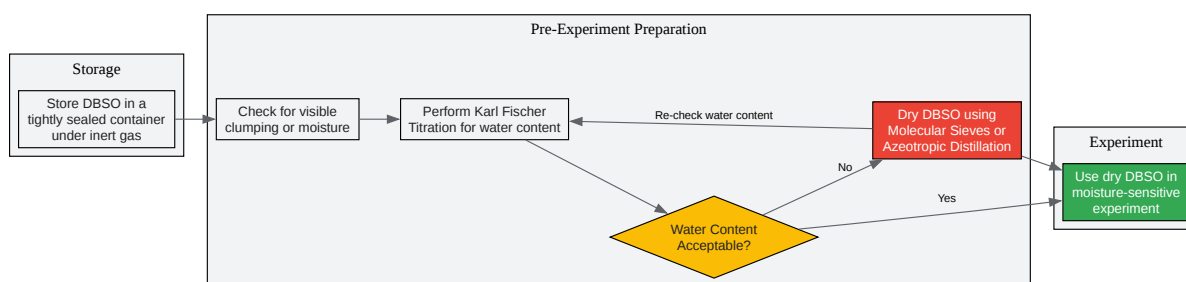 Pre-Experiment Preparation
Storage
Store DBSO in a
tightly sealed container
under inert gas
Check for visible
clumping or moisture
Perform Karl Fischer
Titration for water content
Re-check water content
Dry DBSO using
Molecular Sieves or
Azeotropic Distillation
No
Yes
Water Content
Acceptable?
Experiment
Use dry DBSO in
moisture-sensitive
experiment